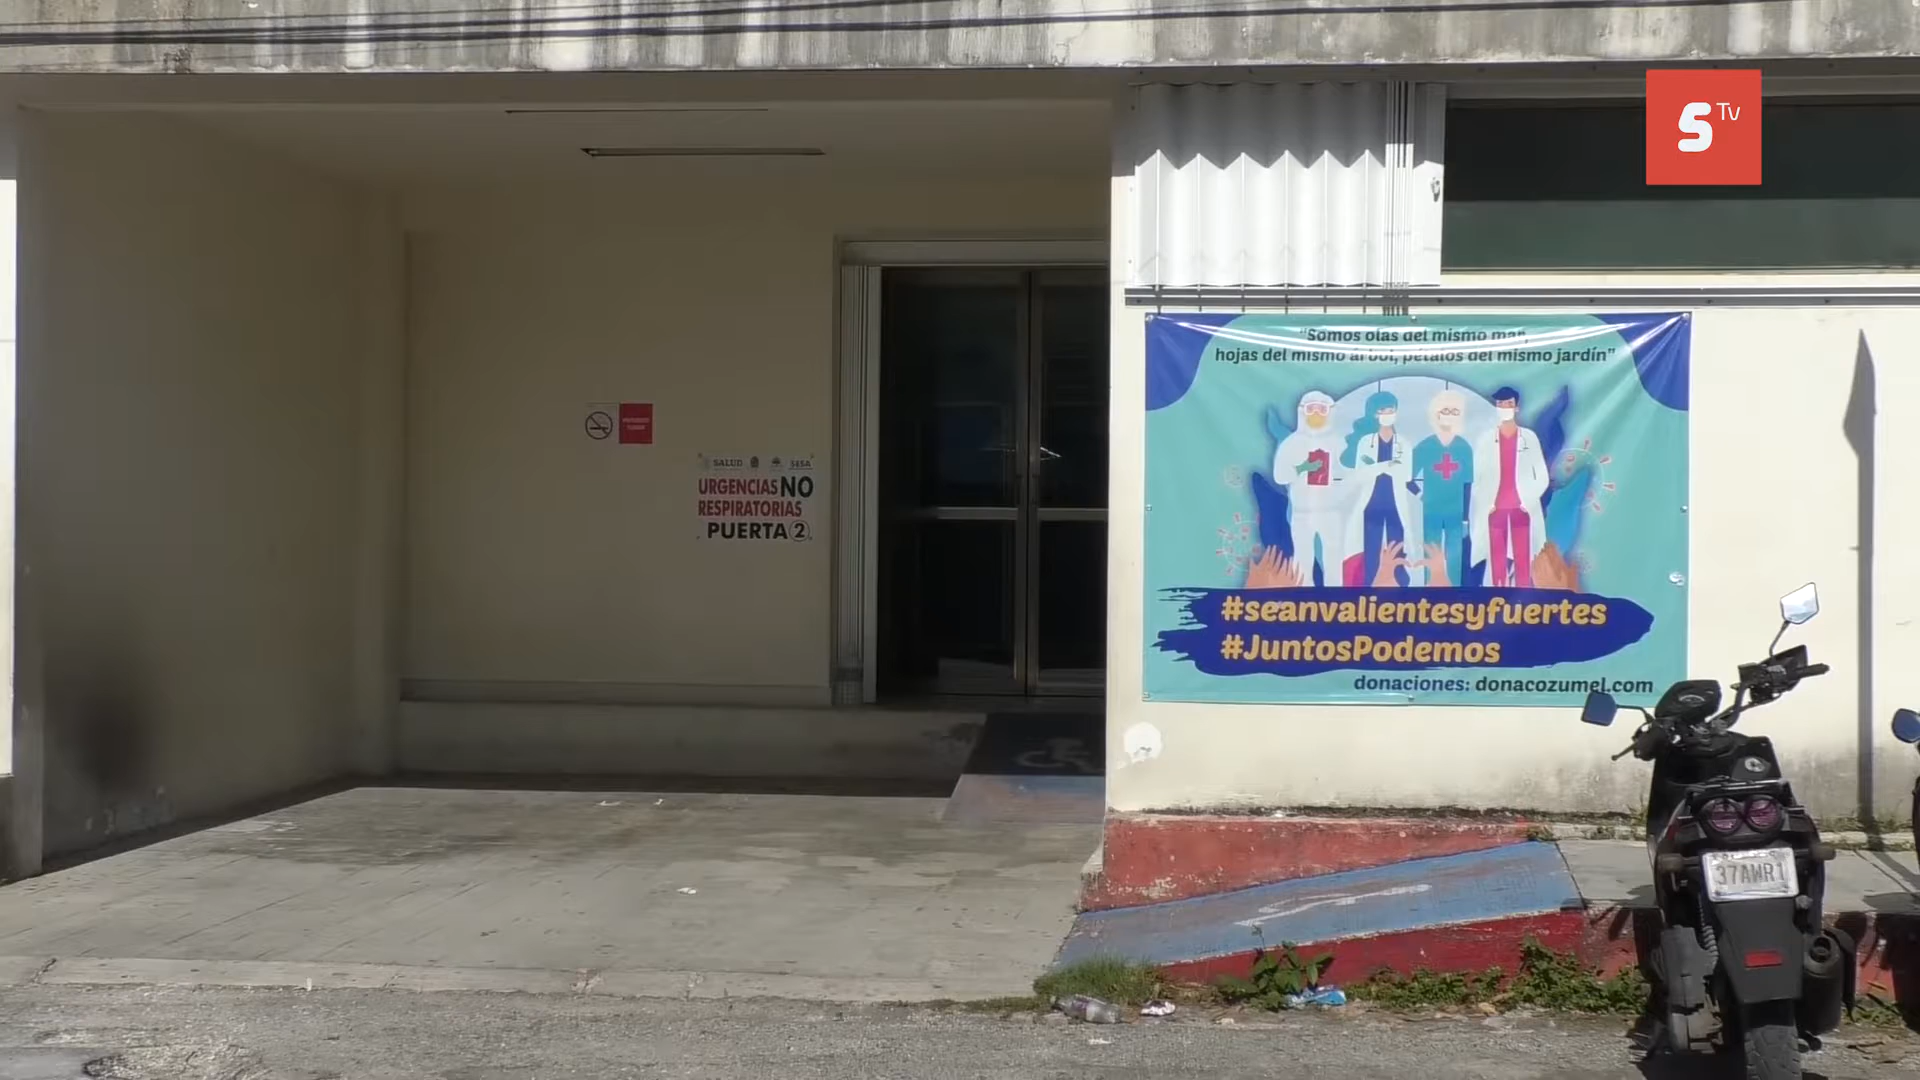 S Tv
"Somos olas del mismo mar,
hojas del mismo árbol, pétalos del mismo jardín"
SALUD SESA
URGENCIAS NO
RESPIRATORIAS
PUERTA 2
#seanvalientesyfuertes
#JuntosPodemos
donaciones: donacozumel.com
37AWR1